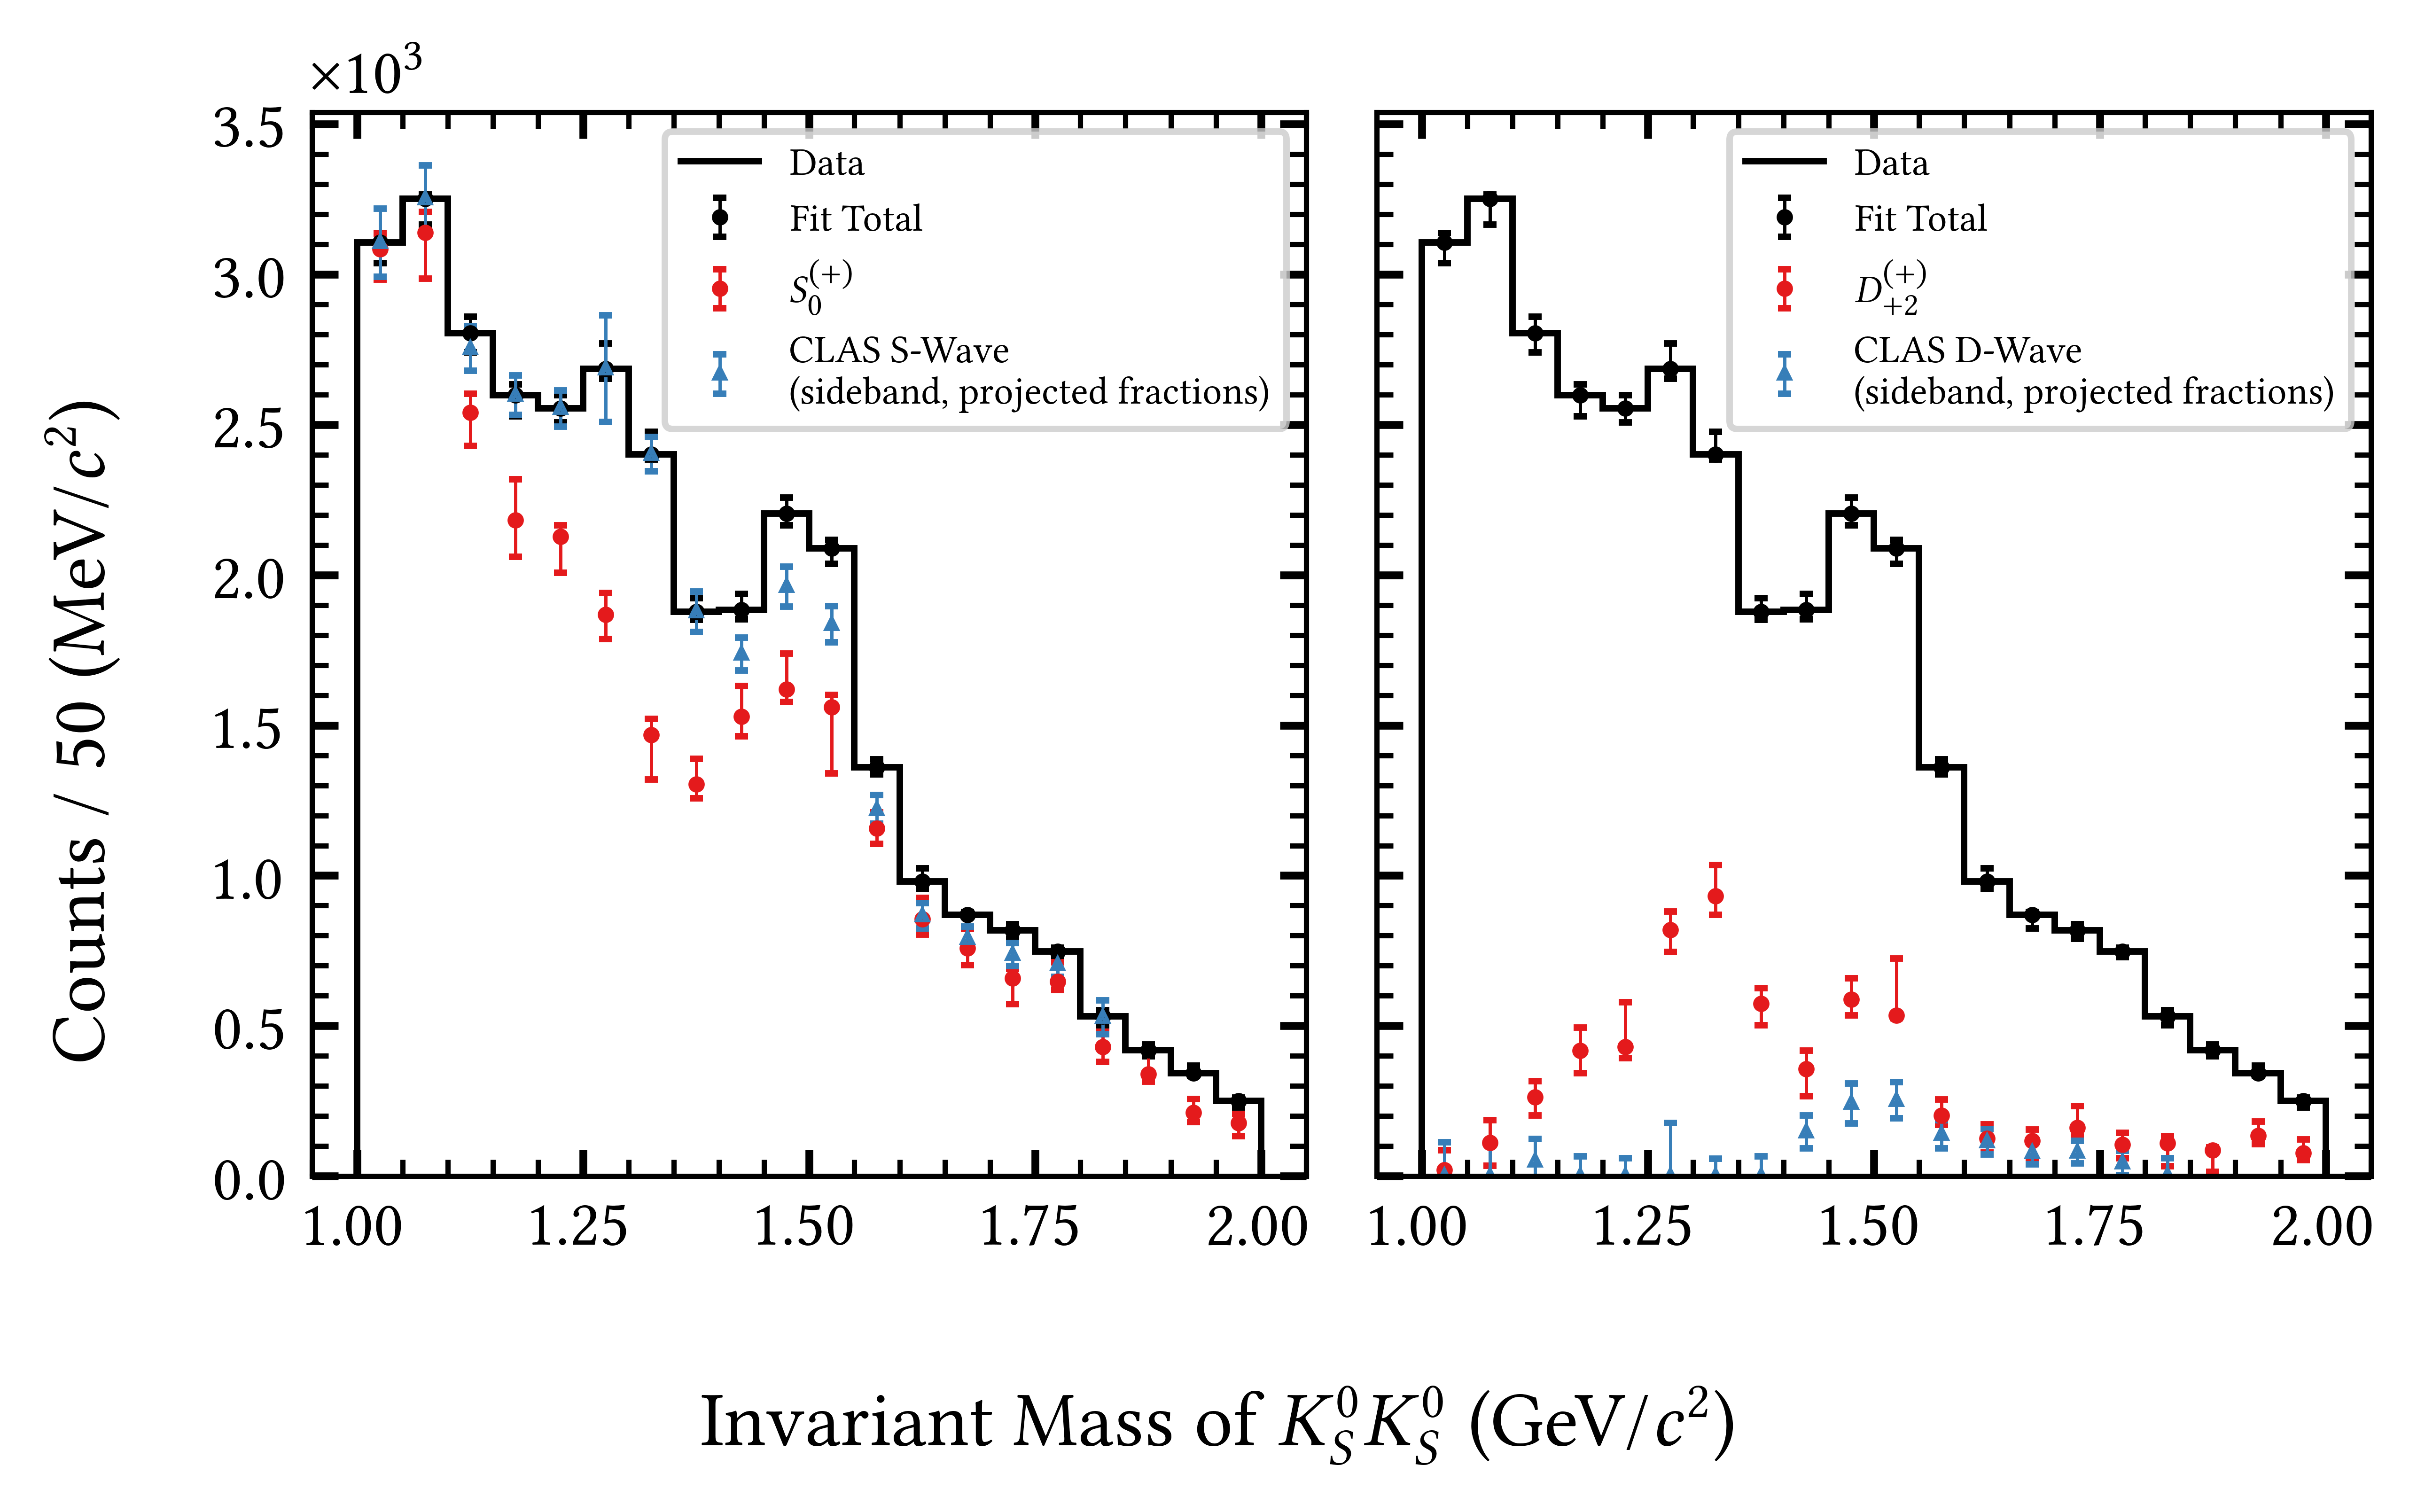 ×10³
3.5
3.0
2.5
2.0
1.5
1.0
0.5
0.0
Counts / 50 (MeV/c²)
Data
Fit Total
S₀⁽⁺⁾
CLAS S-Wave
(sideband, projected fractions)
1.00 1.25 1.50 1.75 2.00
Data
Fit Total
D₊₂⁽⁺⁾
CLAS D-Wave
(sideband, projected fractions)
1.00 1.25 1.50 1.75 2.00
Invariant Mass of K_S^0K_S^0 (GeV/c²)